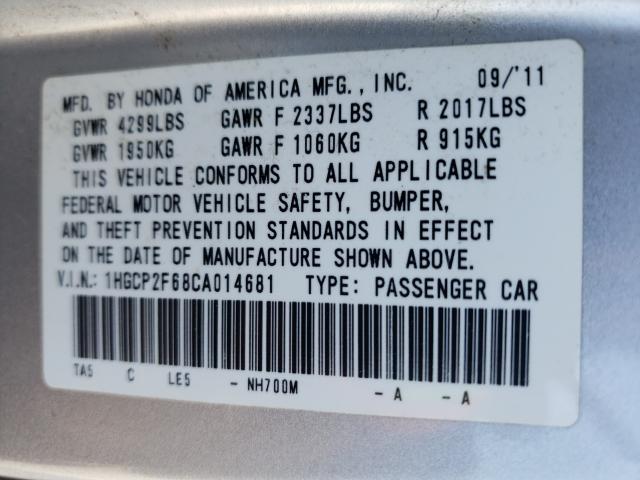 MFD. BY HONDA OF AMERICA MFG., INC. 09/'11
GVWR 4299LBS GAWR F 2337LBS R 2017LBS
GVWR 1950KG GAWR F 1060KG R 915KG
THIS VEHICLE CONFORMS TO ALL APPLICABLE
FEDERAL MOTOR VEHICLE SAFETY, BUMPER,
AND THEFT PREVENTION STANDARDS IN EFFECT
ON THE DATE OF MANUFACTURE SHOWN ABOVE.
V.I.N.: 1HGCP2F68CA014681 TYPE: PASSENGER CAR
TA5 C LE5 - NH700M - A - A